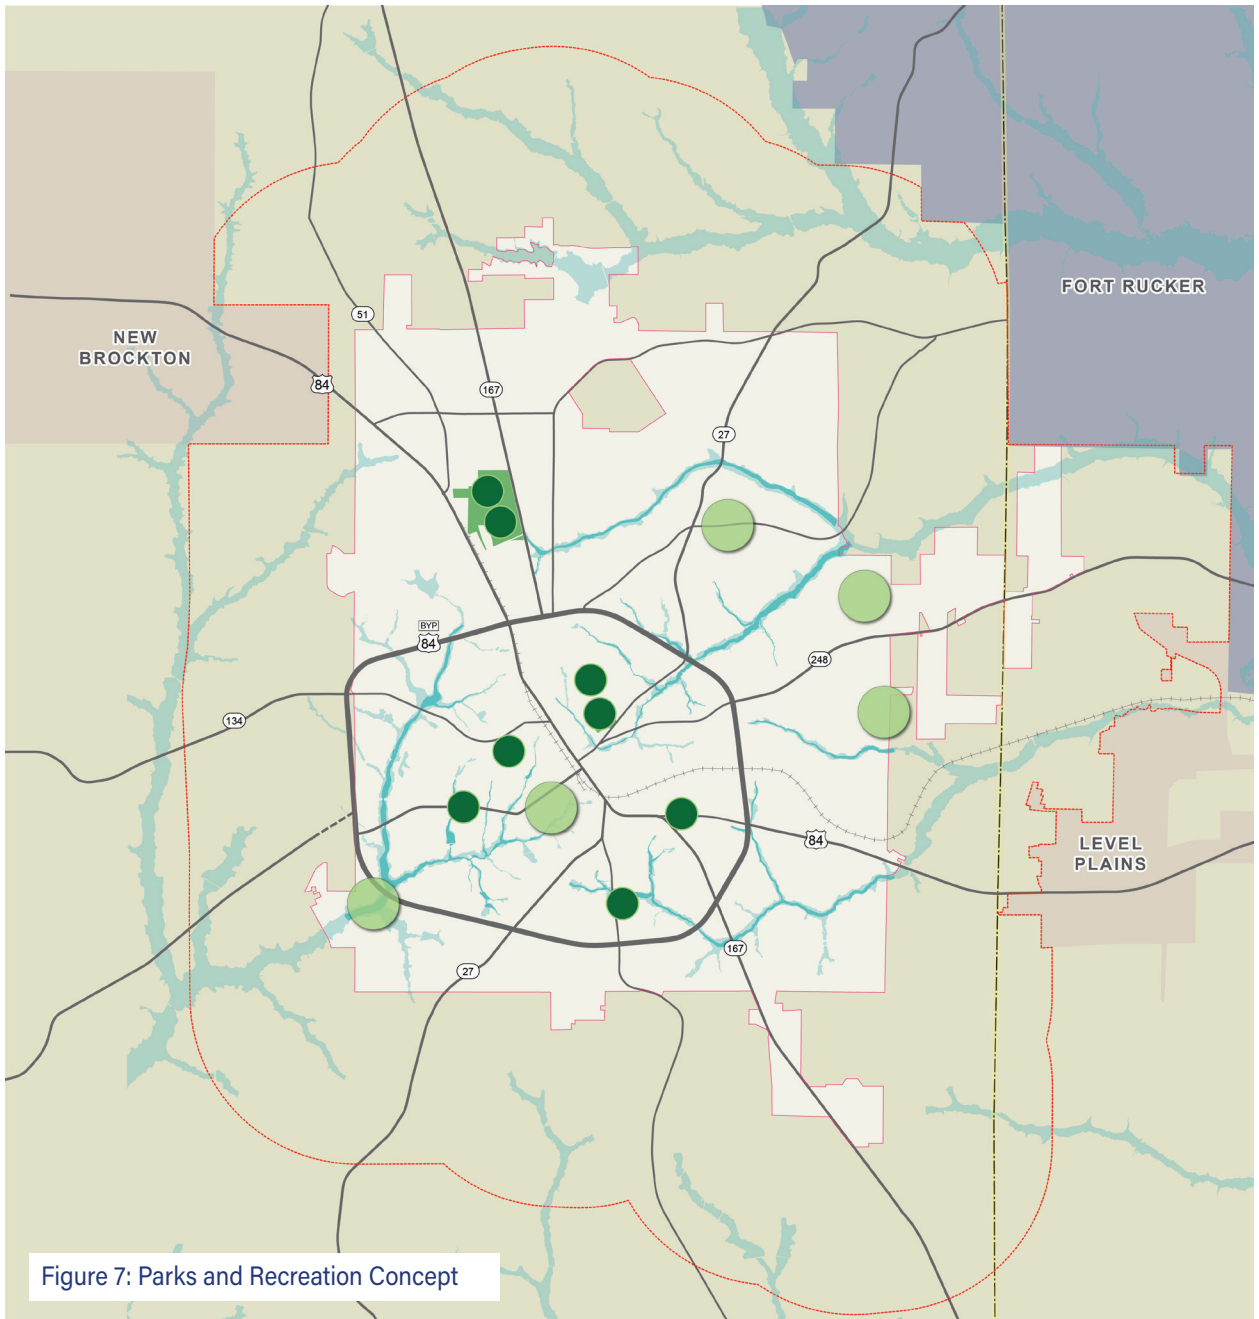 FORT RUCKER
51
NEW
BROCKTON
84
167
27
BYP
84
248
134
84
LEVEL
PLAINS
167
27
Figure 7: Parks and Recreation Concept